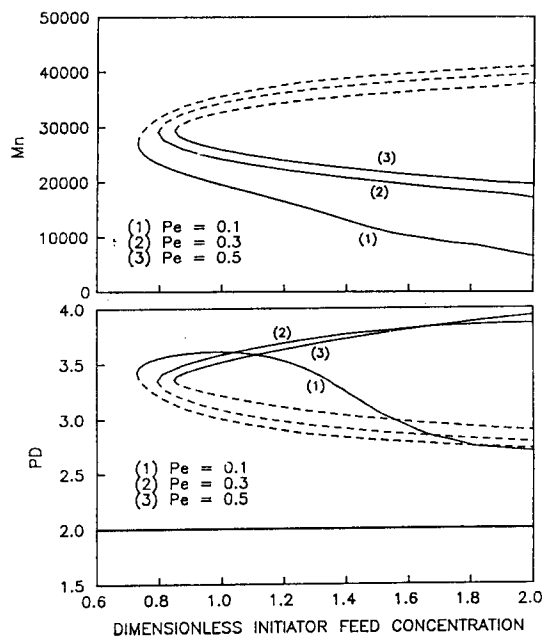 50000
40000
30000
20000
10000
0
Mn
(3)
(2)
(1)
(1) Pe = 0.1
(2) Pe = 0.3
(3) Pe = 0.5
4.0
3.5
3.0
2.5
2.0
1.5
PD
(2)
(3)
(1)
(1) Pe = 0.1
(2) Pe = 0.3
(3) Pe = 0.5
0.6 0.8 1.0 1.2 1.4 1.6 1.8 2.0
DIMENSIONLESS INITIATOR FEED CONCENTRATION